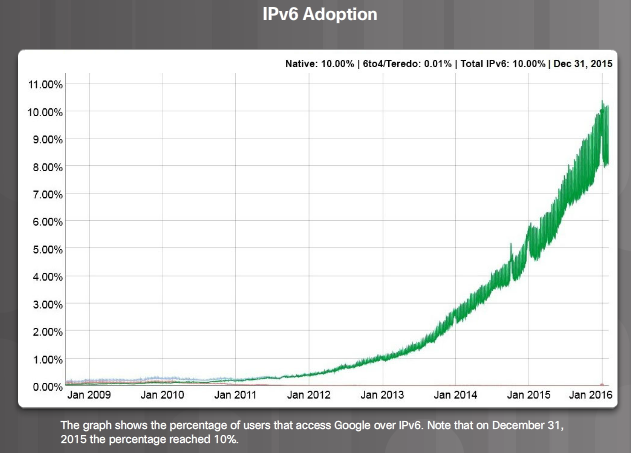 IPv6 Adoption
Native: 10.00% | 6to4/Teredo: 0.01% | Total IPv6: 10.00% | Dec 31, 2015
11.00%
10.00%
9.00%
8.00%
7.00%
6.00%
5.00%
4.00%
3.00%
2.00%
1.00%
0.00%
Jan 2009 Jan 2010 Jan 2011 Jan 2012 Jan 2013 Jan 2014 Jan 2015 Jan 2016
The graph shows the percentage of users that access Google over IPv6. Note that on December 31,
2015 the percentage reached 10%.